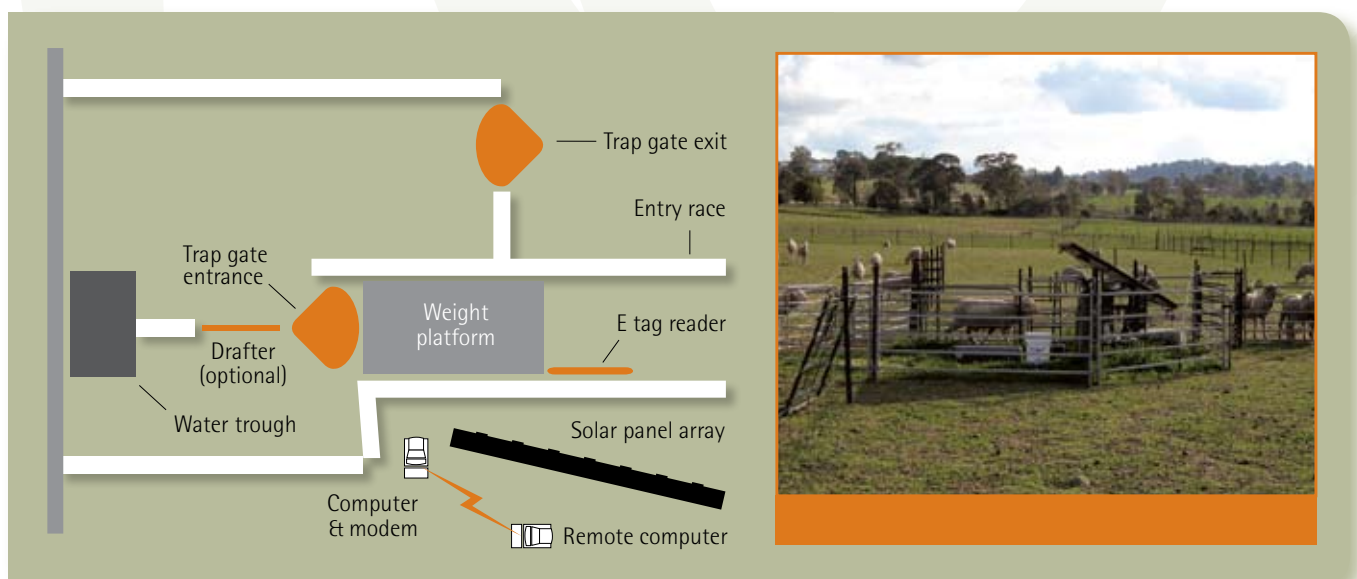 Trap gate exit
Entry race
Trap gate
entrance
Weight
platform
E tag reader
Drafter
(optional)
Water trough
Solar panel array
Computer
& modem
Remote computer